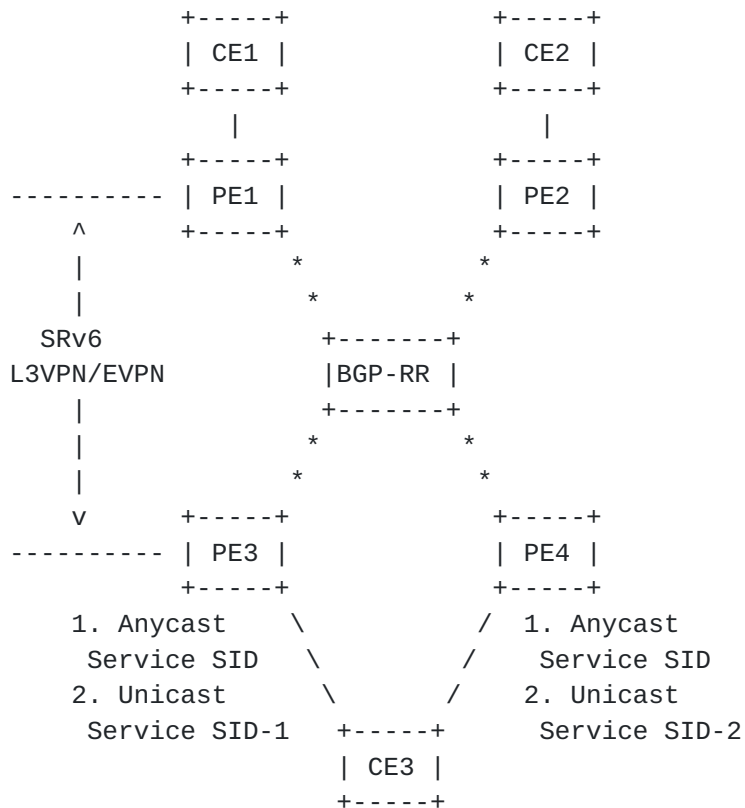 +-----+ +-----+
| CE1 | | CE2 |
+-----+ +-----+
| |
+-----+ +-----+
---------- | PE1 | | PE2 |
^ +-----+ +-----+
| * *
| * *
SRv6 +-------+
L3VPN/EVPN |BGP-RR |
| +-------+
| * *
| * *
v +-----+ +-----+
---------- | PE3 | | PE4 |
+-----+ +-----+
1. Anycast \ / 1. Anycast
Service SID \ / Service SID
2. Unicast \ / 2. Unicast
Service SID-1 +-----+ Service SID-2
| CE3 |
+-----+